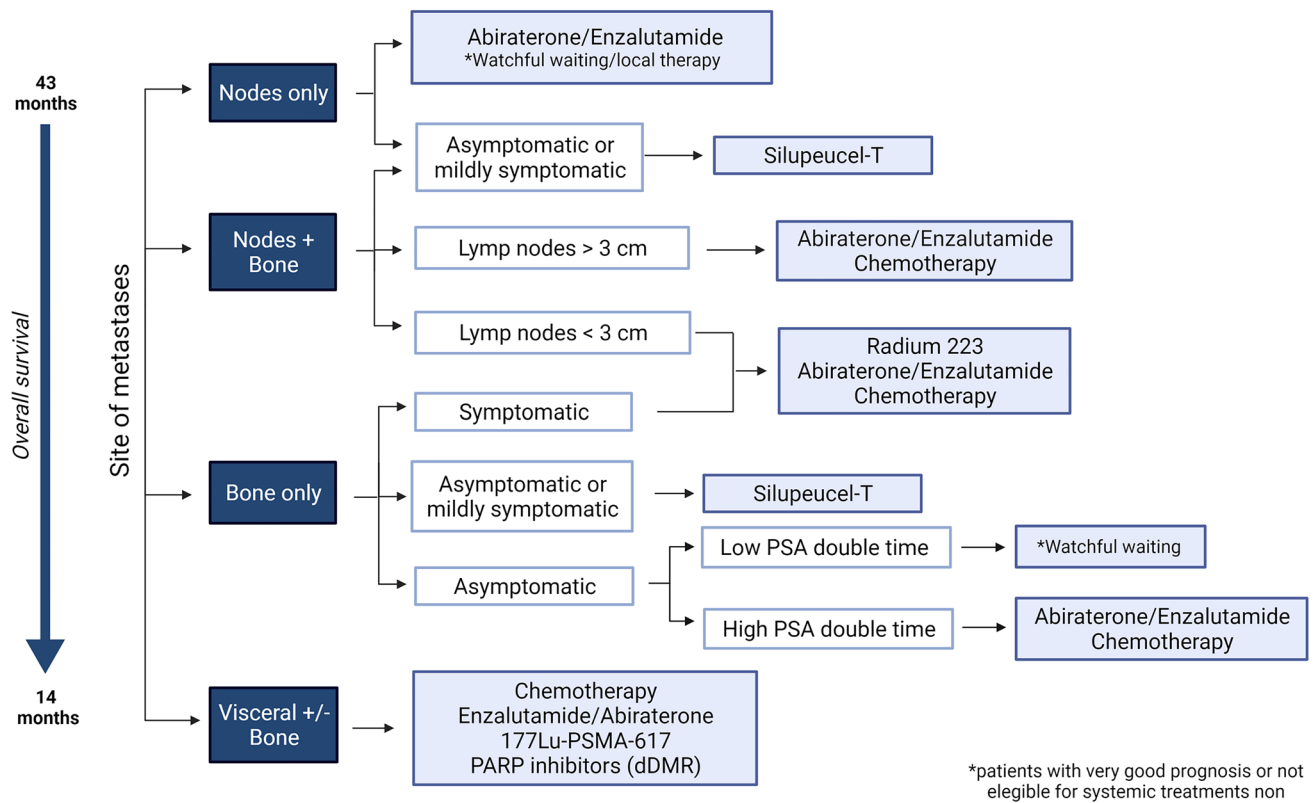 43
months
Overall survival
14
months
Site of metastases
Nodes only
Abiraterone/Enzalutamide
*Watchful waiting/local therapy
Asymptomatic or
mildly symptomatic
Silupeucel-T
Nodes +
Bone
Lymp nodes > 3 cm
Abiraterone/Enzalutamide
Chemotherapy
Lymp nodes < 3 cm
Radium 223
Abiraterone/Enzalutamide
Chemotherapy
Bone only
Symptomatic
Asymptomatic or
mildly symptomatic
Silupeucel-T
Asymptomatic
Low PSA double time
*Watchful waiting
High PSA double time
Abiraterone/Enzalutamide
Chemotherapy
Visceral +/-
Bone
Chemotherapy
Enzalutamide/Abiraterone
177Lu-PSMA-617
PARP inhibitors (dDMR)
*patients with very good prognosis or not
elegible for systemic treatments non